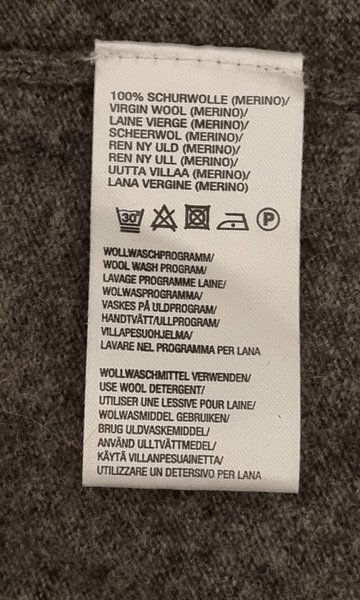 100% SCHURWOLLE (MERINO)/
VIRGIN WOOL (MERINO)/
LAINE VIERGE (MERINO)/
SCHEERWOL (MERINO)/
REN NY ULD (MERINO)/
REN NY ULL (MERINO)/
UUTTA VILLAA (MERINO)/
LANA VERGINE (MERINO)
30° P
WOLLWASCHPROGRAMM/
WOOL WASH PROGRAM/
LAVAGE PROGRAMME LAINE/
WOLWASPROGRAMMA/
VASKES PÅ ULDPROGRAM/
HANDTVÄTT/ULLPROGRAM/
VILLAPESUOHJELMA/
LAVARE NEL PROGRAMMA PER LANA
WOLLWASCHMITTEL VERWENDEN/
USE WOOL DETERGENT/
UTILISER UNE LESSIVE POUR LAINE/
WOLWASMIDDEL GEBRUIKEN/
BRUG ULDVASKEMIDDEL/
ANVÄND ULLTVÄTTMEDEL/
KÄYTÄ VILLANPESUAINETTA/
UTILIZZARE UN DETERSIVO PER LANA